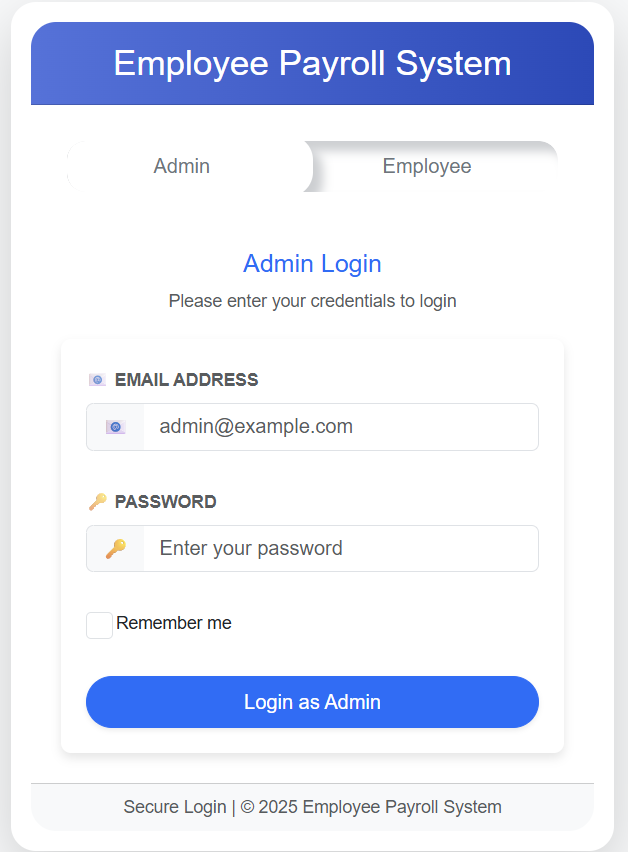 Employee Payroll System
Admin Employee
Admin Login
Please enter your credentials to login
EMAIL ADDRESS
admin@example.com
PASSWORD
Enter your password
Remember me
Login as Admin
Secure Login | © 2025 Employee Payroll System